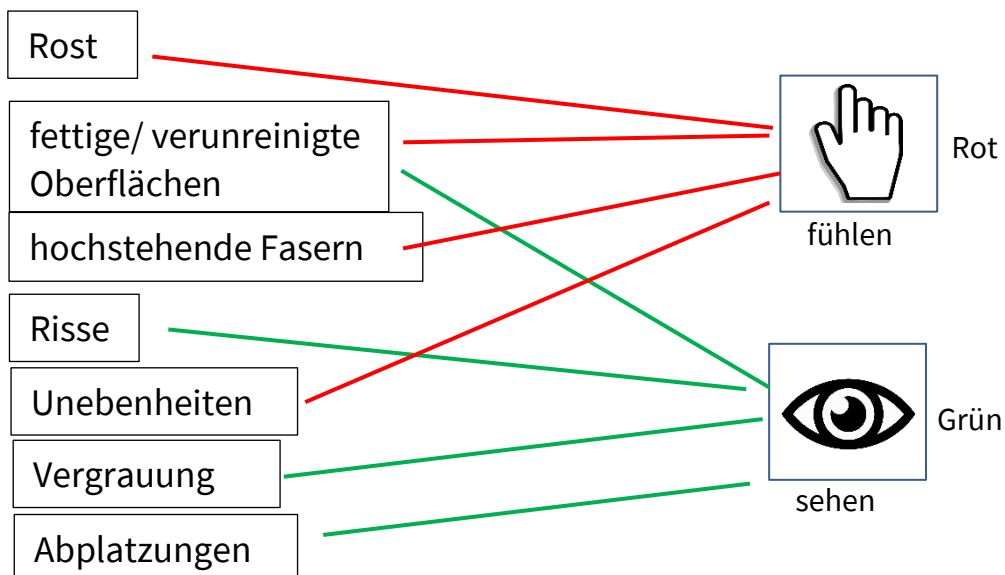 Rost
fettige/ verunreinigte
Oberflächen
hochstehende Fasern
Risse
Unebenheiten
Vergrauung
Abplatzungen
Rot
fühlen
Grün
sehen